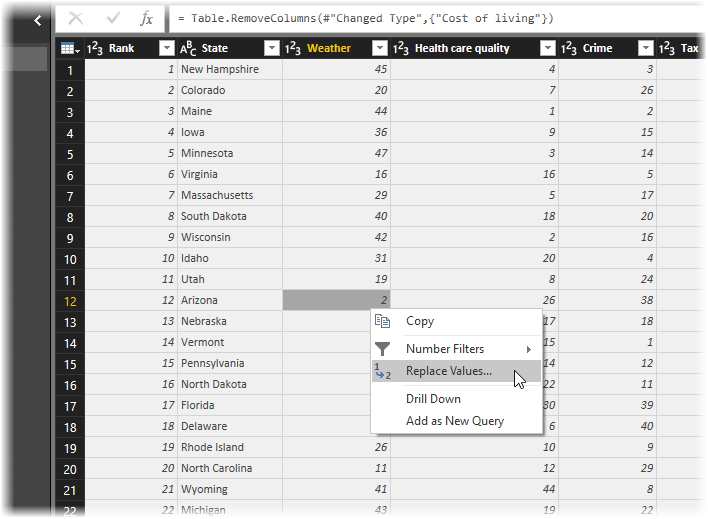 fx = Table.RemoveColumns(#"Changed Type",{"Cost of living"})
1²3 Rank ABC State 1²3 Weather 1²3 Health care quality 1²3 Crime 1²3 Tax
1 1 New Hampshire 45 4 3
2 2 Colorado 20 7 26
3 3 Maine 44 1 2
4 4 Iowa 36 9 15
5 5 Minnesota 47 3 14
6 6 Virginia 16 16 5
7 7 Massachusetts 29 5 17
8 8 South Dakota 40 18 20
9 9 Wisconsin 42 2 16
10 10 Idaho 31 20 4
11 11 Utah 19 8 24
12 12 Arizona 2 26 38
13 13 Nebraska 17 18
14 14 Vermont 15 1
15 15 Pennsylvania 14 12
16 16 North Dakota 22 11
17 17 Florida 30 39
18 18 Delaware 6 40
19 19 Rhode Island 26 10 9
20 20 North Carolina 11 12 29
21 21 Wyoming 41 44 8
22 22 Michigan 43 19 22
Copy
Number Filters
1 2 Replace Values...
Drill Down
Add as New Query